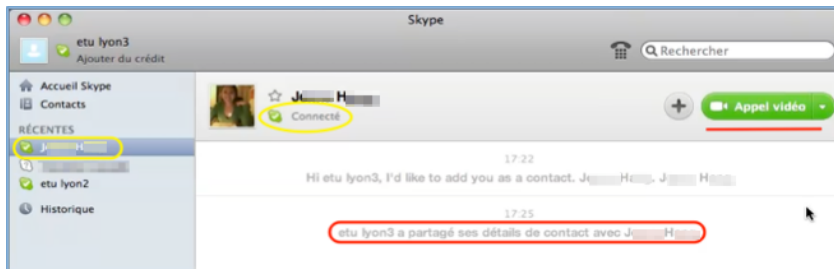 Skype
etu lyon3
Ajouter du crédit
Rechercher
Accueil Skype
Contacts
RÉCENTES
J H
etu lyon2
Historique
J H
Connecté
Appel vidéo
17:22
Hi etu lyon3, I'd like to add you as a contact.
17:25
etu lyon3 a partagé ses détails de contact avec